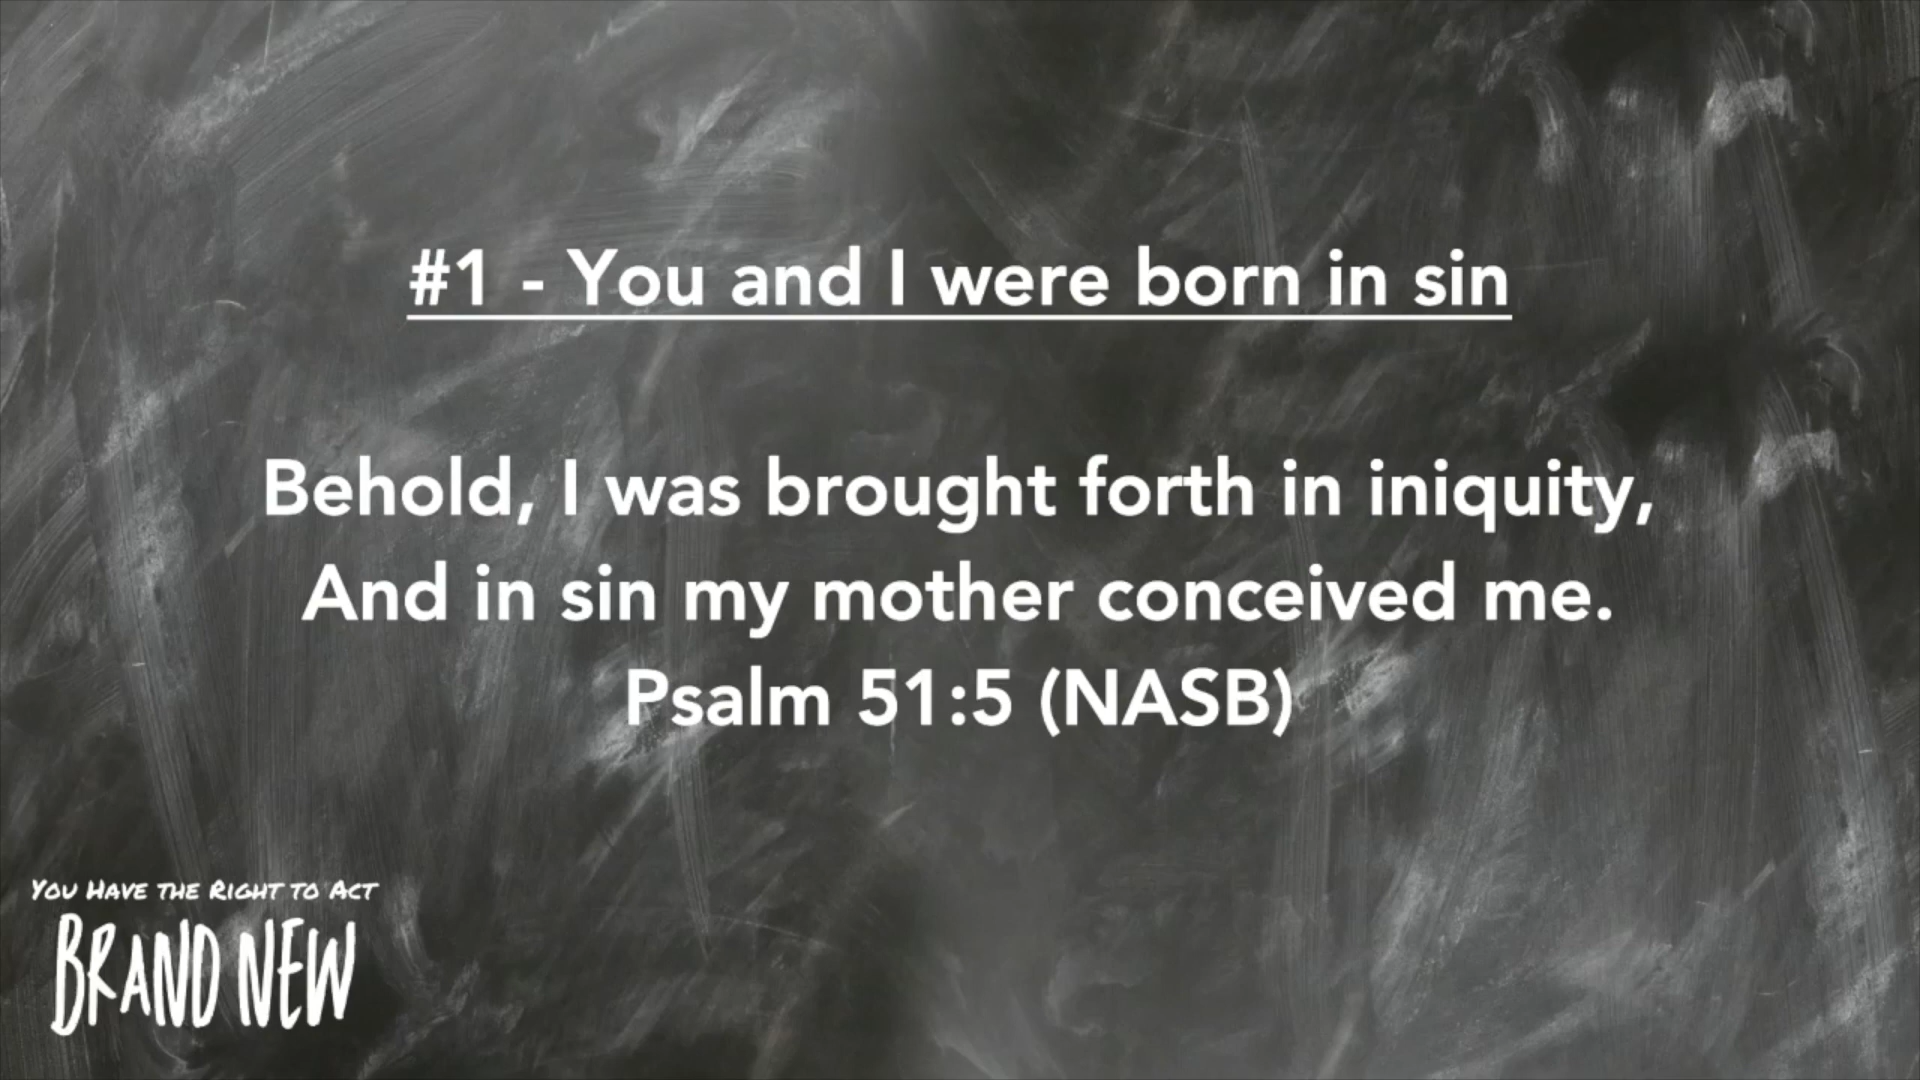 #1 - You and I were born in sin
Behold, I was brought forth in iniquity,
And in sin my mother conceived me.
Psalm 51:5 (NASB)
You Have the Right to Act
BRAND NEW